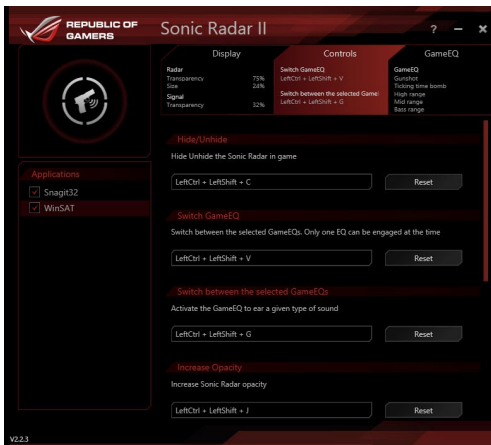 REPUBLIC OF
GAMERS
Sonic Radar II
?
Display
Controls
GameEQ
Radar
Transparency 75%
Size 24%
Signal
Transparency 32%
Switch GameEQ
LeftCtrl + LeftShift + V
Switch between the selected Game
LeftCtrl + LeftShift + G
GameEQ
Gunshot
Ticking time bomb
High range
Mid range
Bass range
Applications
Snagit32
WinSAT
Hide/Unhide
Hide Unhide the Sonic Radar in game
LeftCtrl + LeftShift + C
Reset
Switch GameEQ
Switch between the selected GameEQs. Only one EQ can be engaged at the time
LeftCtrl + LeftShift + V
Reset
Switch between the selected GameEQs
Activate the GameEQ to ear a given type of sound
LeftCtrl + LeftShift + G
Reset
Increase Opacity
Increase Sonic Radar opacity
LeftCtrl + LeftShift + J
Reset
V2.2.3